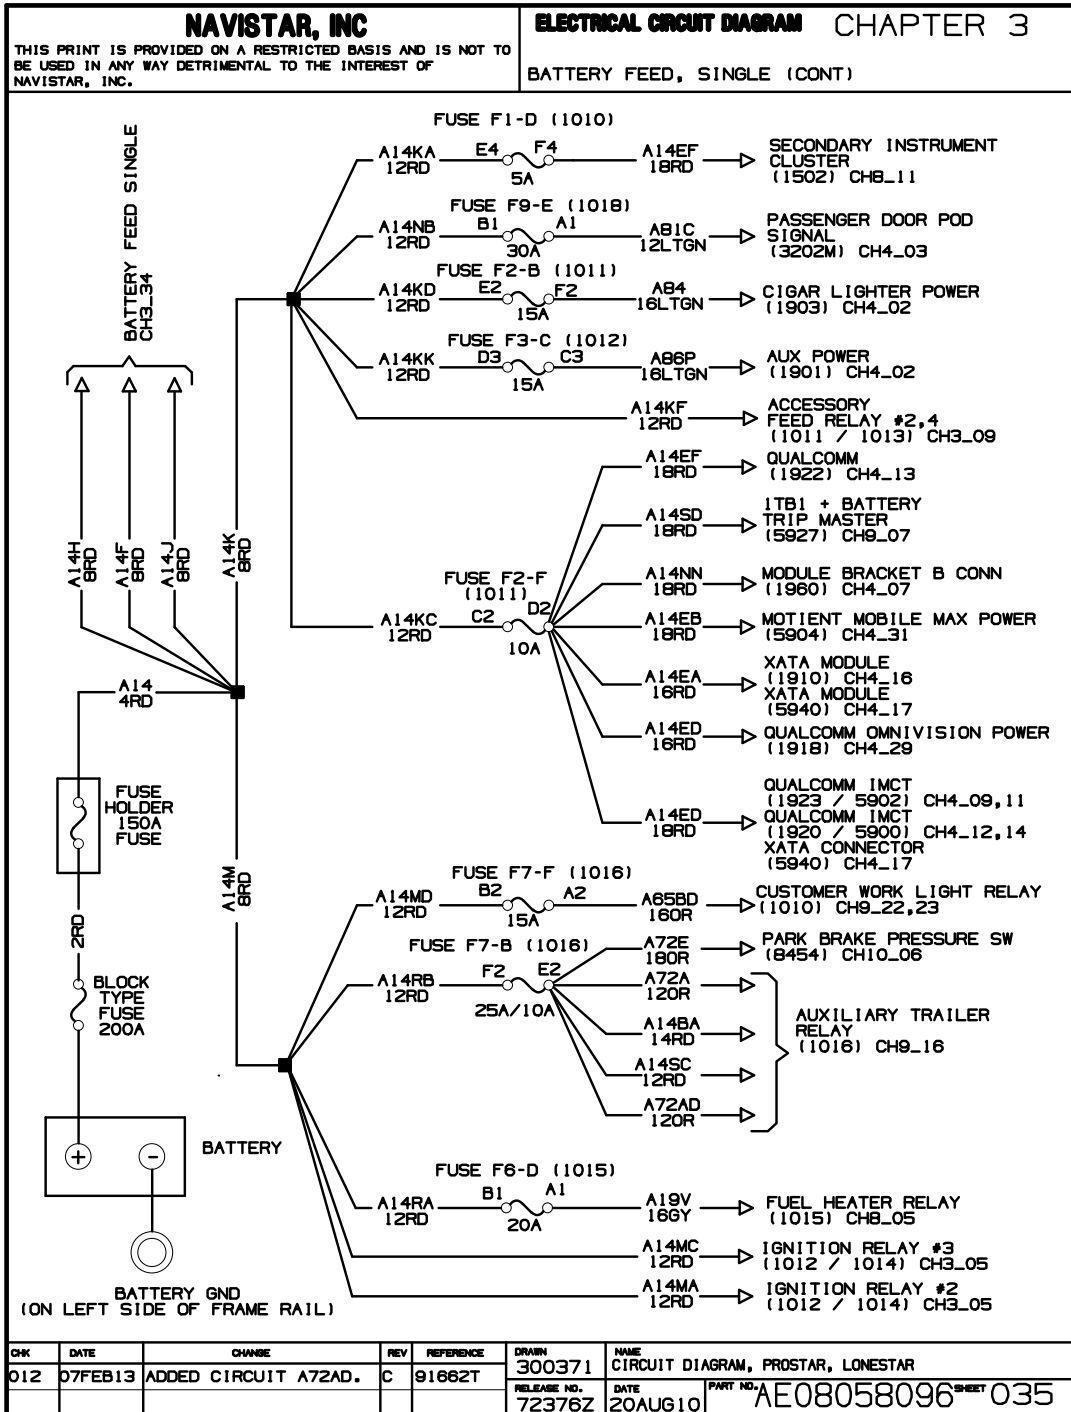 NAVISTAR, INC
THIS PRINT IS PROVIDED ON A RESTRICTED BASIS AND IS NOT TO
BE USED IN ANY WAY DETRIMENTAL TO THE INTEREST OF
NAVISTAR, INC.
ELECTRICAL CIRCUIT DIAGRAM CHAPTER 3
BATTERY FEED, SINGLE (CONT)
BATTERY FEED SINGLE
CH3_34
FUSE F1-D (1010)
A14KA
12RD
E4
F4
5A
A14EF
18RD
SECONDARY INSTRUMENT
CLUSTER
(1502) CH8_11
FUSE F9-E (1018)
A14NB
12RD
B1
A1
30A
A81C
12LTGN
PASSENGER DOOR POD
SIGNAL
(3202M) CH4_03
FUSE F2-B (1011)
A14KD
12RD
E2
F2
15A
A84
16LTGN
CIGAR LIGHTER POWER
(1903) CH4_02
FUSE F3-C (1012)
A14KK
12RD
D3
C3
15A
A86P
16LTGN
AUX POWER
(1901) CH4_02
A14KF
12RD
ACCESSORY
FEED RELAY #2,4
(1011 / 1013) CH3_09
A14EF
18RD
QUALCOMM
(1922) CH4_13
A14SD
18RD
1TB1 + BATTERY
TRIP MASTER
(5927) CH9_07
A14H
8RD
A14F
8RD
A14J
8RD
A14K
8RD
FUSE F2-F
(1011)
A14KC
12RD
C2
D2
10A
A14NN
18RD
MODULE BRACKET B CONN
(1960) CH4_07
A14EB
18RD
MOTIENT MOBILE MAX POWER
(5904) CH4_31
A14EA
16RD
XATA MODULE
(1910) CH4_16
XATA MODULE
(5940) CH4_17
A14ED
16RD
QUALCOMM OMNIVISION POWER
(1918) CH4_29
A14ED
18RD
QUALCOMM IMCT
(1923 / 5902) CH4_09,11
QUALCOMM IMCT
(1920 / 5900) CH4_12,14
XATA CONNECTOR
(5940) CH4_17
A14
4RD
FUSE
HOLDER
150A
FUSE
A14M
8RD
2RD
BLOCK
TYPE
FUSE
200A
FUSE F7-F (1016)
A14MD
12RD
B2
A2
15A
A65BD
16OR
CUSTOMER WORK LIGHT RELAY
(1010) CH9_22,23
FUSE F7-B (1016)
A14RB
12RD
F2
E2
25A/10A
A72E
18OR
PARK BRAKE PRESSURE SW
(8454) CH10_06
A72A
12OR
A14BA
14RD
A14SC
12RD
A72AD
12OR
AUXILIARY TRAILER
RELAY
(1016) CH9_16
+
-
BATTERY
FUSE F6-D (1015)
A14RA
12RD
B1
A1
20A
A19V
16GY
FUEL HEATER RELAY
(1015) CH8_05
A14MC
12RD
IGNITION RELAY #3
(1012 / 1014) CH3_05
A14MA
12RD
IGNITION RELAY #2
(1012 / 1014) CH3_05
BATTERY GND
(ON LEFT SIDE OF FRAME RAIL)
CHK DATE CHANGE REV REFERENCE
012 07FEB13 ADDED CIRCUIT A72AD. C 91662T
DRAWN
300371
NAME
CIRCUIT DIAGRAM, PROSTAR, LONESTAR
RELEASE NO.
72376Z
DATE
20AUG10
PART NO. AE08058096 SHEET 035